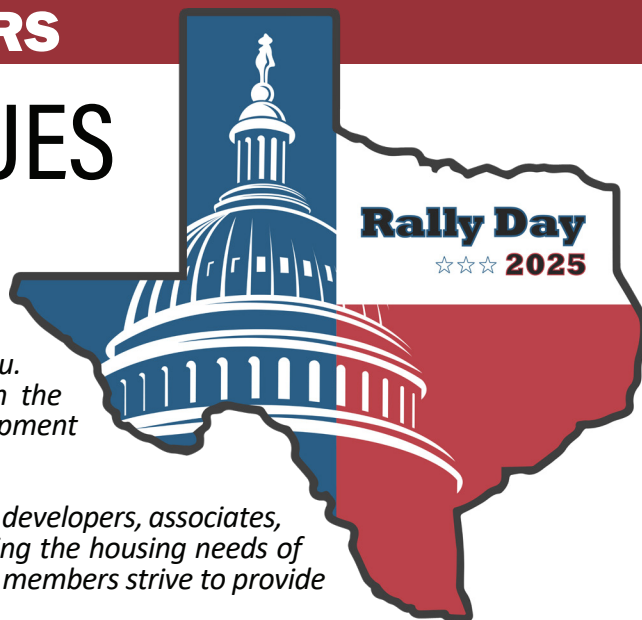 RS
UES
Rally Day
☆☆☆ 2025
u.
the
pment
developers, associates,
ing the housing needs of
members strive to provide